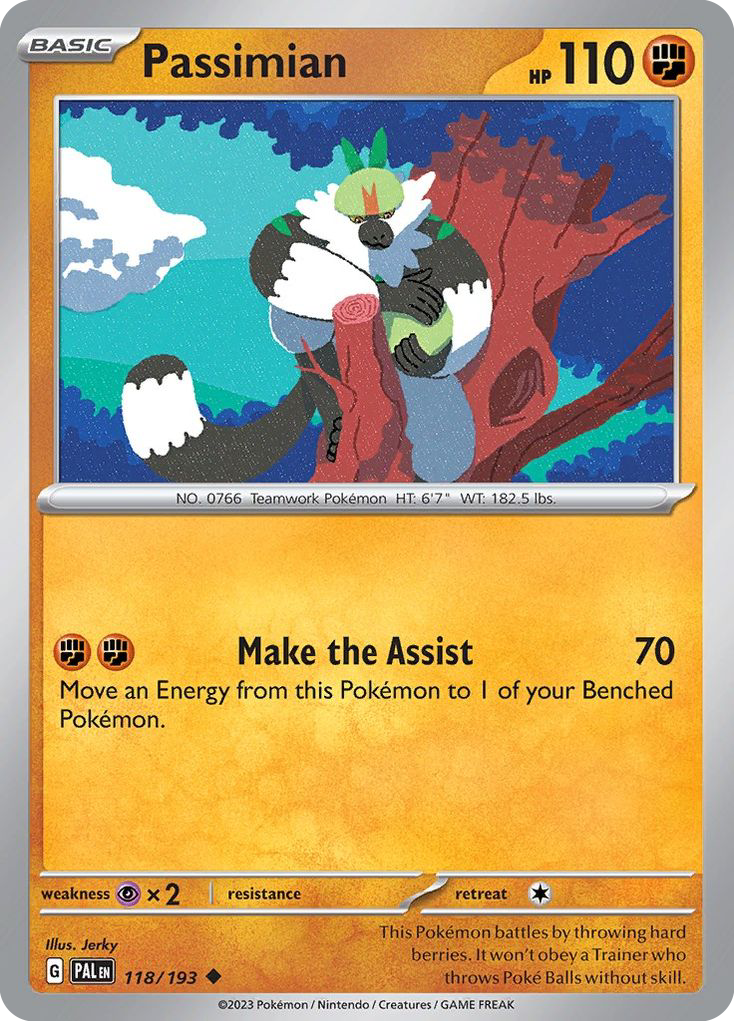 BASIC
Passimian
HP 110
NO. 0766 Teamwork Pokémon HT: 6'7" WT: 182.5 lbs.
Make the Assist 70
Move an Energy from this Pokémon to 1 of your Benched
Pokémon.
weakness ×2 resistance retreat
Illus. Jerky
This Pokémon battles by throwing hard
berries. It won't obey a Trainer who
throws Poké Balls without skill.
G PAL EN 118/193
©2023 Pokémon / Nintendo / Creatures / GAME FREAK